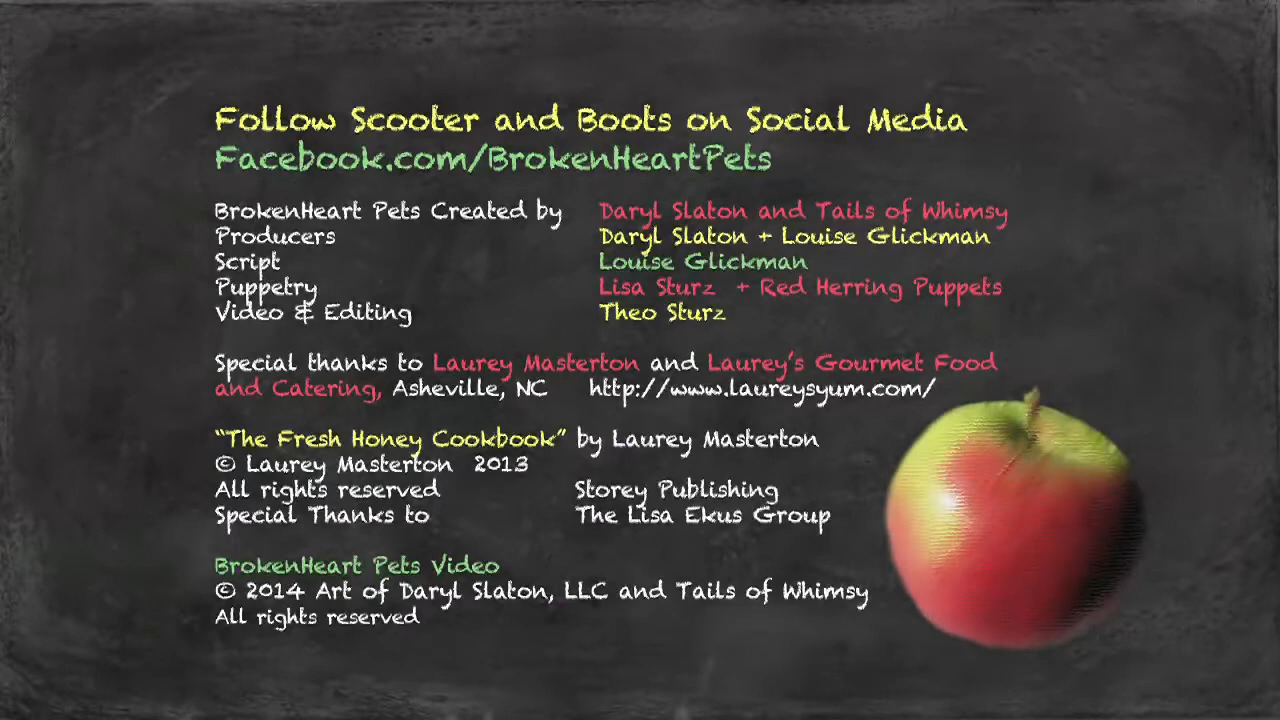 Follow Scooter and Boots on Social Media
Facebook.com/BrokenHeartPets
BrokenHeart Pets Created by Daryl Slaton and Tails of Whimsy
Producers Daryl Slaton + Louise Glickman
Script Louise Glickman
Puppetry Lisa Sturz + Red Herring Puppets
Video & Editing Theo Sturz
Special thanks to Laurey Masterton and Laurey's Gourmet Food
and Catering, Asheville, NC http://www.laureysyum.com/
“The Fresh Honey Cookbook” by Laurey Masterton
© Laurey Masterton 2013
All rights reserved Storey Publishing
Special Thanks to The Lisa Ekus Group
BrokenHeart Pets Video
© 2014 Art of Daryl Slaton, LLC and Tails of Whimsy
All rights reserved